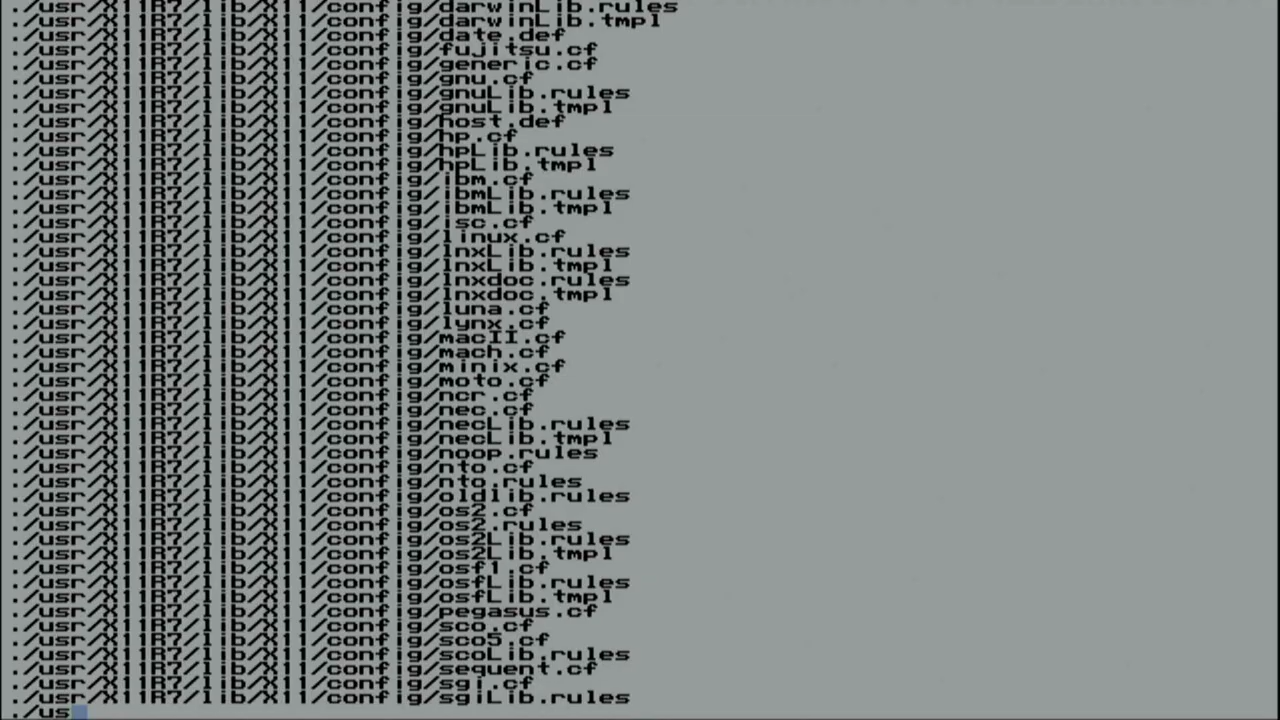 ./usr/X11R7/lib/X11/config/darwinLib.rules
./usr/X11R7/lib/X11/config/darwinLib.tmpl
./usr/X11R7/lib/X11/config/date.def
./usr/X11R7/lib/X11/config/fujitsu.cf
./usr/X11R7/lib/X11/config/generic.cf
./usr/X11R7/lib/X11/config/gnu.cf
./usr/X11R7/lib/X11/config/gnuLib.rules
./usr/X11R7/lib/X11/config/gnuLib.tmpl
./usr/X11R7/lib/X11/config/host.def
./usr/X11R7/lib/X11/config/hp.cf
./usr/X11R7/lib/X11/config/hpLib.rules
./usr/X11R7/lib/X11/config/hpLib.tmpl
./usr/X11R7/lib/X11/config/ibm.cf
./usr/X11R7/lib/X11/config/ibmLib.rules
./usr/X11R7/lib/X11/config/ibmLib.tmpl
./usr/X11R7/lib/X11/config/isc.cf
./usr/X11R7/lib/X11/config/linux.cf
./usr/X11R7/lib/X11/config/lnxLib.rules
./usr/X11R7/lib/X11/config/lnxLib.tmpl
./usr/X11R7/lib/X11/config/lnxdoc.rules
./usr/X11R7/lib/X11/config/lnxdoc.tmpl
./usr/X11R7/lib/X11/config/luna.cf
./usr/X11R7/lib/X11/config/lynx.cf
./usr/X11R7/lib/X11/config/macII.cf
./usr/X11R7/lib/X11/config/mach.cf
./usr/X11R7/lib/X11/config/minix.cf
./usr/X11R7/lib/X11/config/moto.cf
./usr/X11R7/lib/X11/config/ncr.cf
./usr/X11R7/lib/X11/config/nec.cf
./usr/X11R7/lib/X11/config/necLib.rules
./usr/X11R7/lib/X11/config/necLib.tmpl
./usr/X11R7/lib/X11/config/noop.rules
./usr/X11R7/lib/X11/config/nto.cf
./usr/X11R7/lib/X11/config/nto.rules
./usr/X11R7/lib/X11/config/oldlib.rules
./usr/X11R7/lib/X11/config/os2.cf
./usr/X11R7/lib/X11/config/os2.rules
./usr/X11R7/lib/X11/config/os2Lib.rules
./usr/X11R7/lib/X11/config/os2Lib.tmpl
./usr/X11R7/lib/X11/config/osf1.cf
./usr/X11R7/lib/X11/config/osfLib.rules
./usr/X11R7/lib/X11/config/osfLib.tmpl
./usr/X11R7/lib/X11/config/pegasus.cf
./usr/X11R7/lib/X11/config/sco.cf
./usr/X11R7/lib/X11/config/sco5.cf
./usr/X11R7/lib/X11/config/scoLib.rules
./usr/X11R7/lib/X11/config/sequent.cf
./usr/X11R7/lib/X11/config/sgi.cf
./usr/X11R7/lib/X11/config/sgiLib.rules
./us